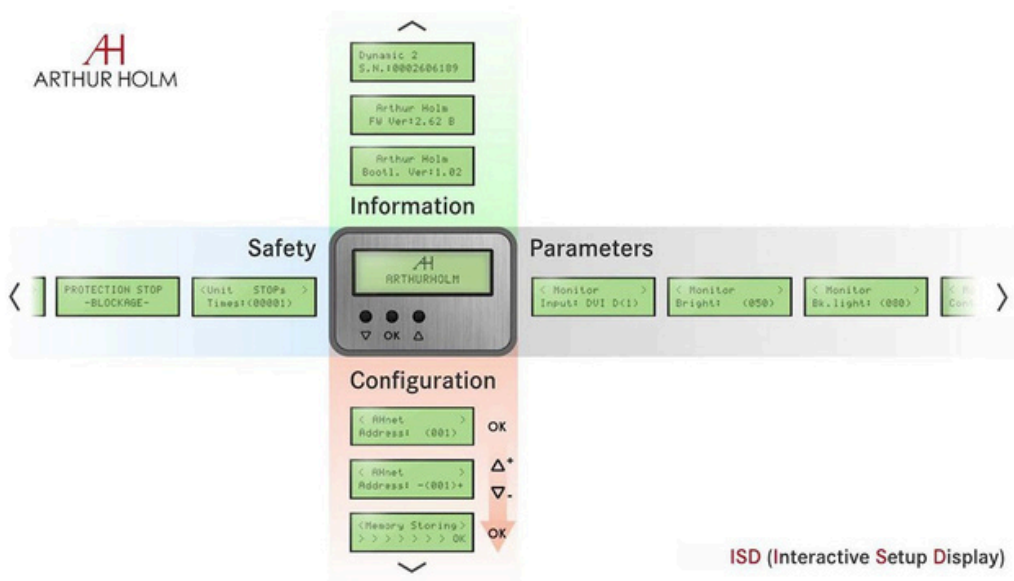 AH
ARTHUR HOLM
Dynamic 2
S.N.:0002606189
Arthur Holm
FW Ver:2.62 B
Arthur Holm
Bootl. Ver:1.02
Information
Safety
PROTECTION STOP
-BLOCKAGE-
<Unit STOPs >
Times:(00001)
AH
ARTHURHOLM
▽ OK △
Parameters
< Monitor >
Input: DVI D(1)
< Monitor >
Bright: (050)
< Monitor >
Bk.light: (080)
Configuration
< AHnet >
Address: (001)
OK
< AHnet >
Address: -(001)+
△+
▽-
<Memory Storing>
> > > > > > > OK
OK
ISD (Interactive Setup Display)